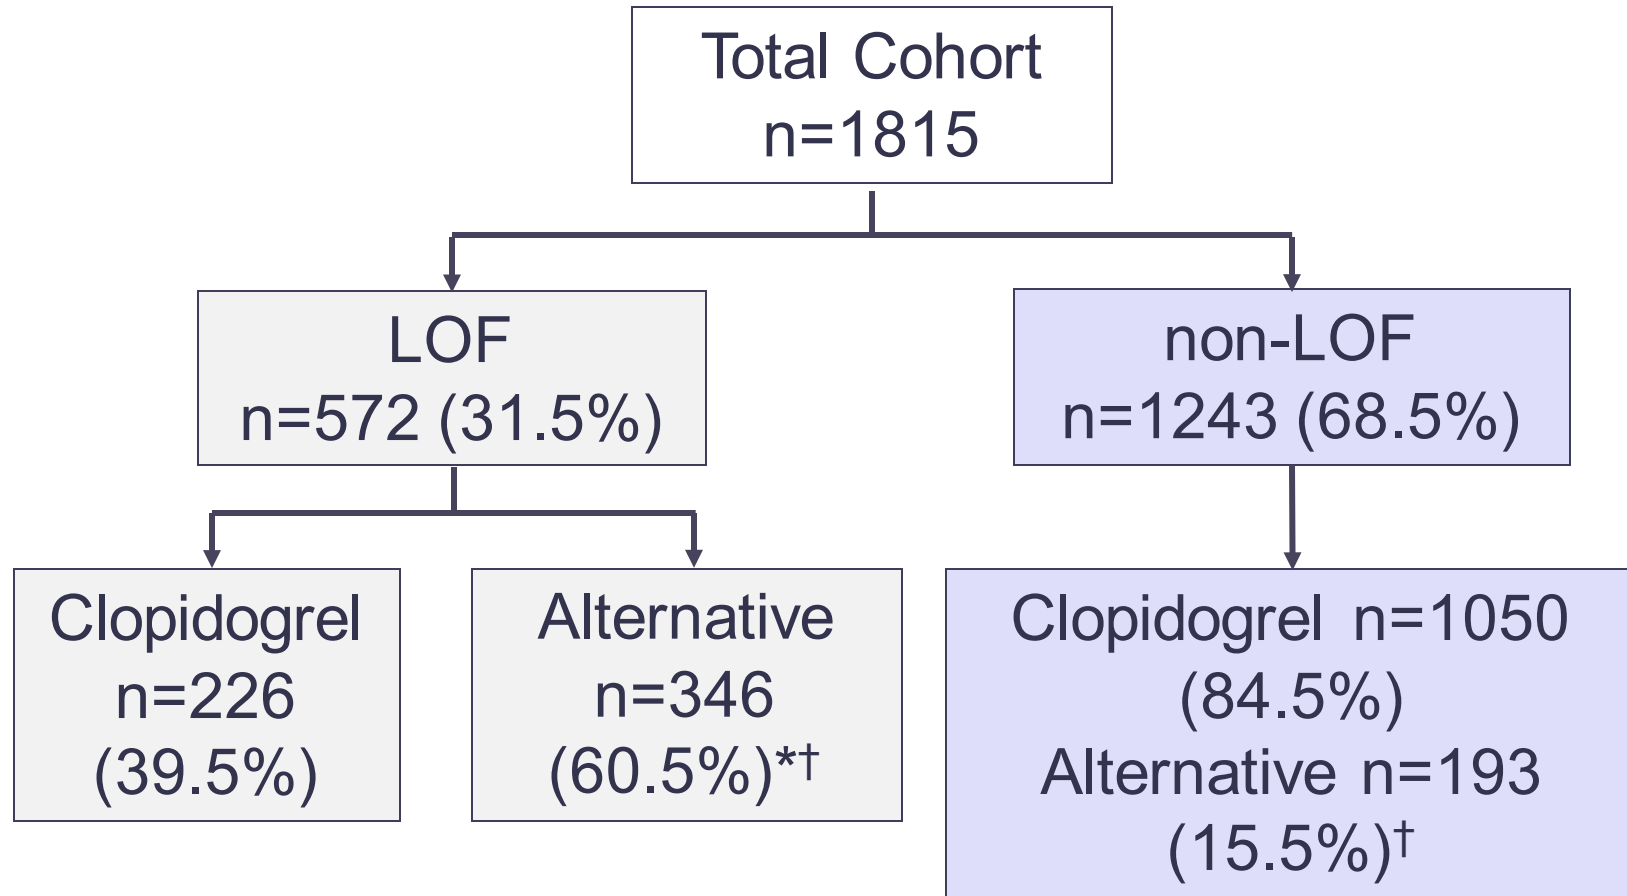 Total Cohort
n=1815
LOF
n=572 (31.5%)
non-LOF
n=1243 (68.5%)
Clopidogrel
n=226
(39.5%)
Alternative
n=346
(60.5%)*†
Clopidogrel n=1050
(84.5%)
Alternative n=193
(15.5%)†